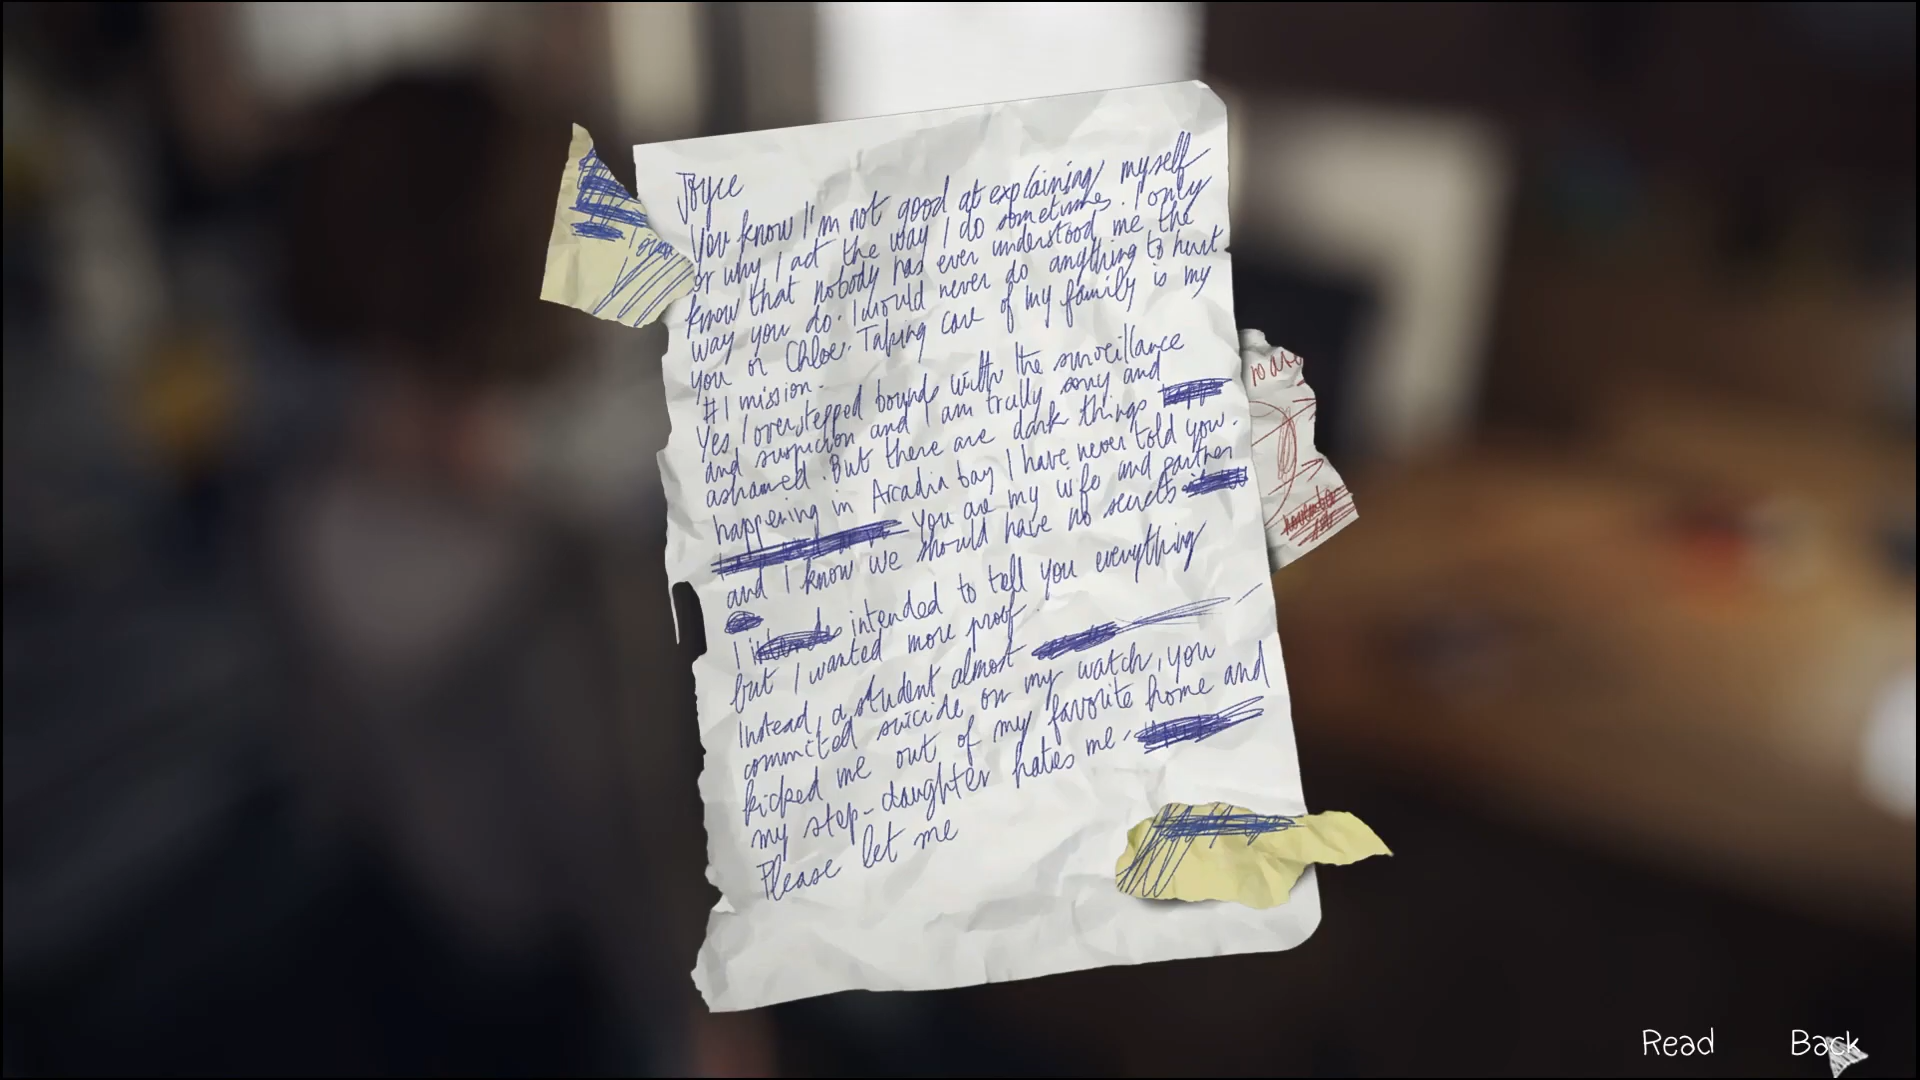 Joyce
You know I'm not good at explaining myself
or why I act the way I do sometimes. I only
know that nobody has ever understood me the
way you do. I would never do anything to hurt
you or Chloe. Taking care of my family is my
#1 mission.
Yes I overstepped bounds with the surveillance
and suspicion and I am trully sorry and
ashamed. But there are dark things
happening in Arcadia bay I have never told you.
You are my wife and partner
and I know we should have no secrets
I intended to tell you everything
but I wanted more proof.
Instead, a student almost
commited suicide on my watch, you
kicked me out of my favorite home and
my step-daughter hates me.
Please let me
Read
Back